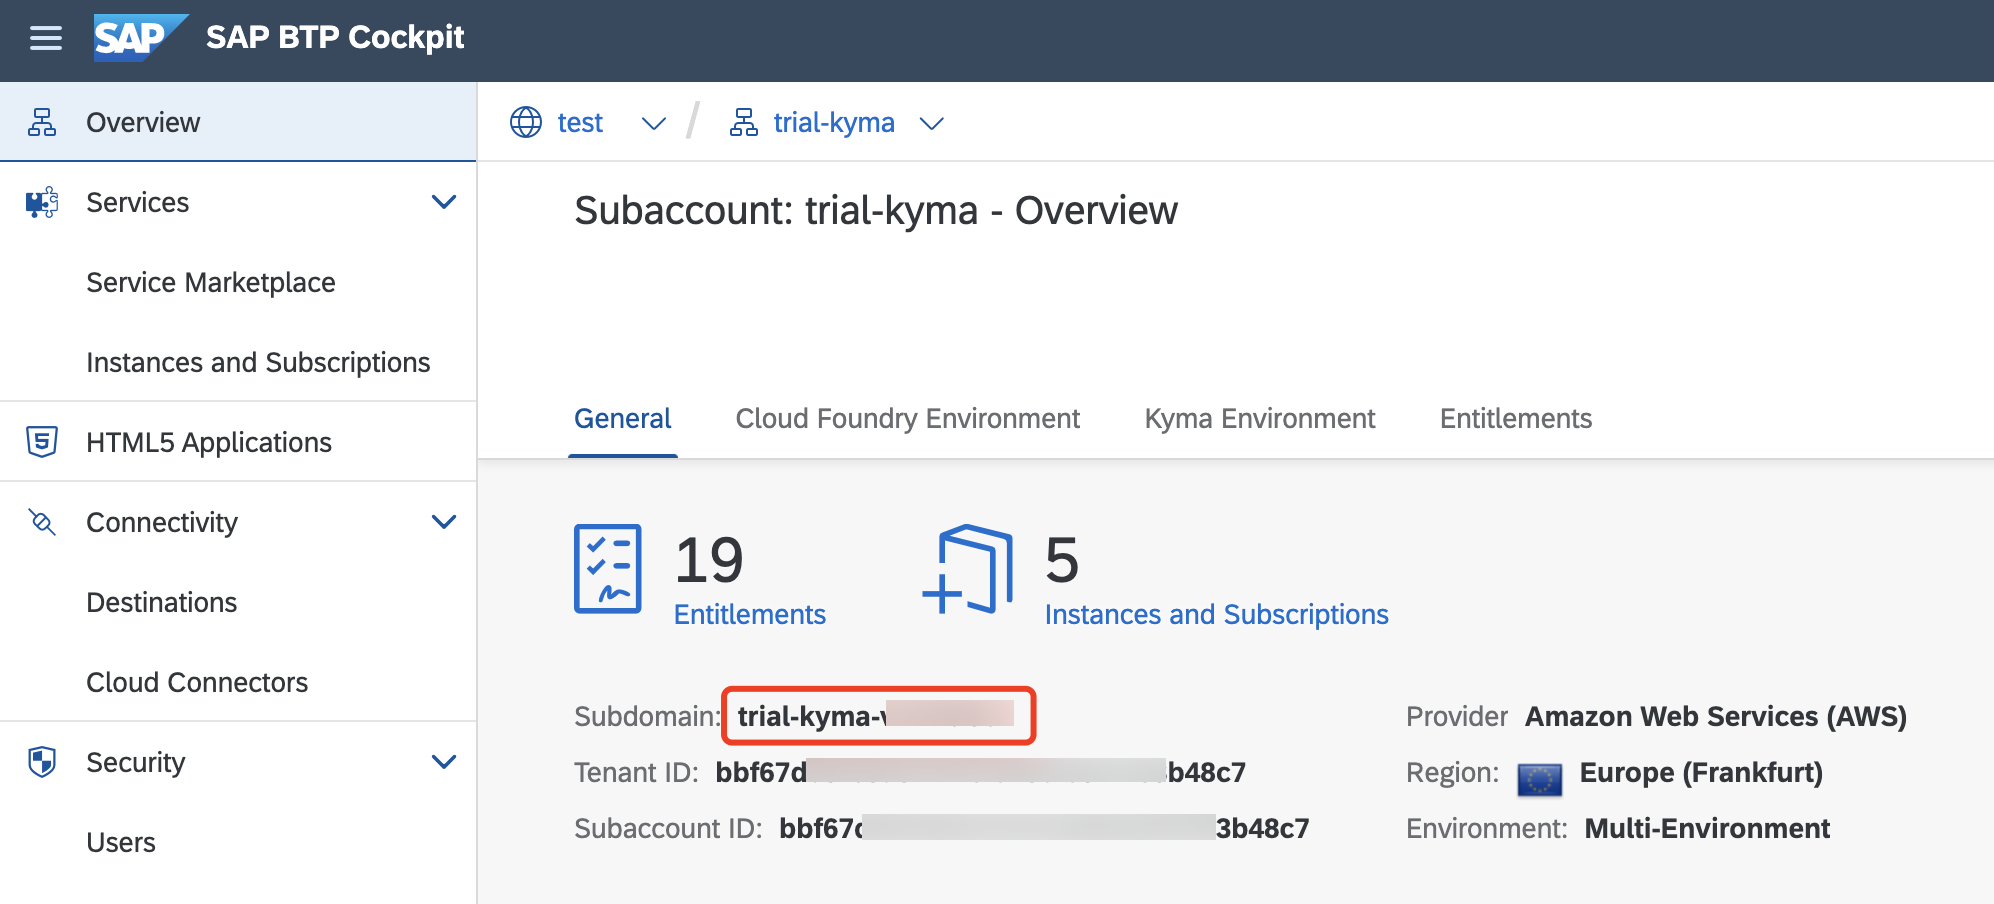 SAP SAP BTP Cockpit
Overview
Services
Service Marketplace
Instances and Subscriptions
HTML5 Applications
Connectivity
Destinations
Cloud Connectors
Security
Users
test / trial-kyma
Subaccount: trial-kyma - Overview
General Cloud Foundry Environment Kyma Environment Entitlements
19
Entitlements
5
Instances and Subscriptions
Subdomain: trial-kyma-
Tenant ID: bbf67d b48c7
Subaccount ID: bbf67 3b48c7
Provider Amazon Web Services (AWS)
Region: Europe (Frankfurt)
Environment: Multi-Environment